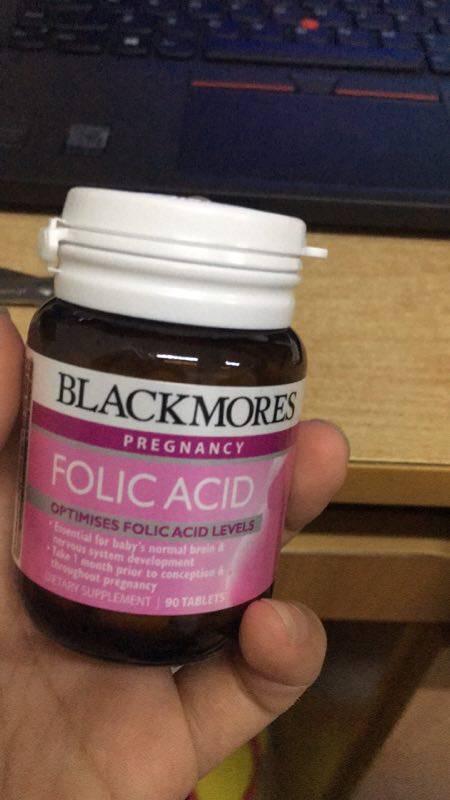 BLACKMORES
PREGNANCY
FOLIC ACID
OPTIMISES FOLIC ACID LEVELS
• Essential for baby's normal brain &
nervous system development
• Take 1 month prior to conception &
throughout pregnancy
DIETARY SUPPLEMENT | 90 TABLETS